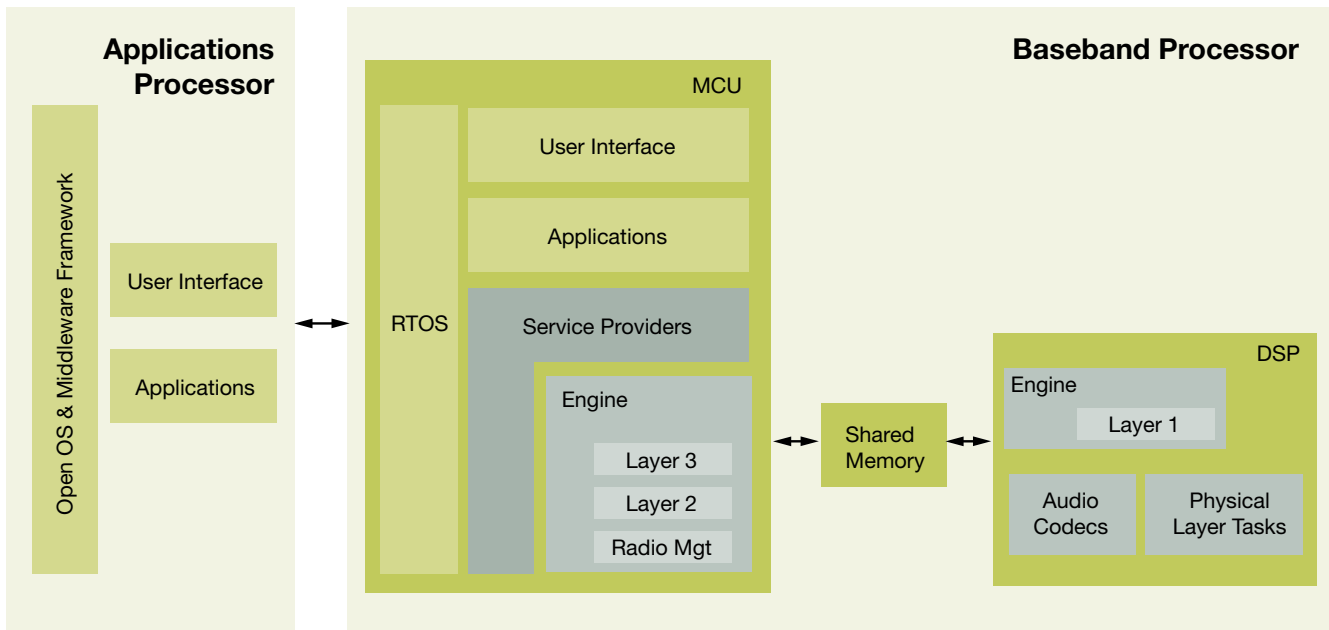 Applications
Processor
Open OS & Middleware Framework
User Interface
Applications
Baseband Processor
MCU
RTOS
User Interface
Applications
Service Providers
Engine
Layer 3
Layer 2
Radio Mgt
Shared
Memory
DSP
Engine
Layer 1
Audio
Codecs
Physical
Layer Tasks